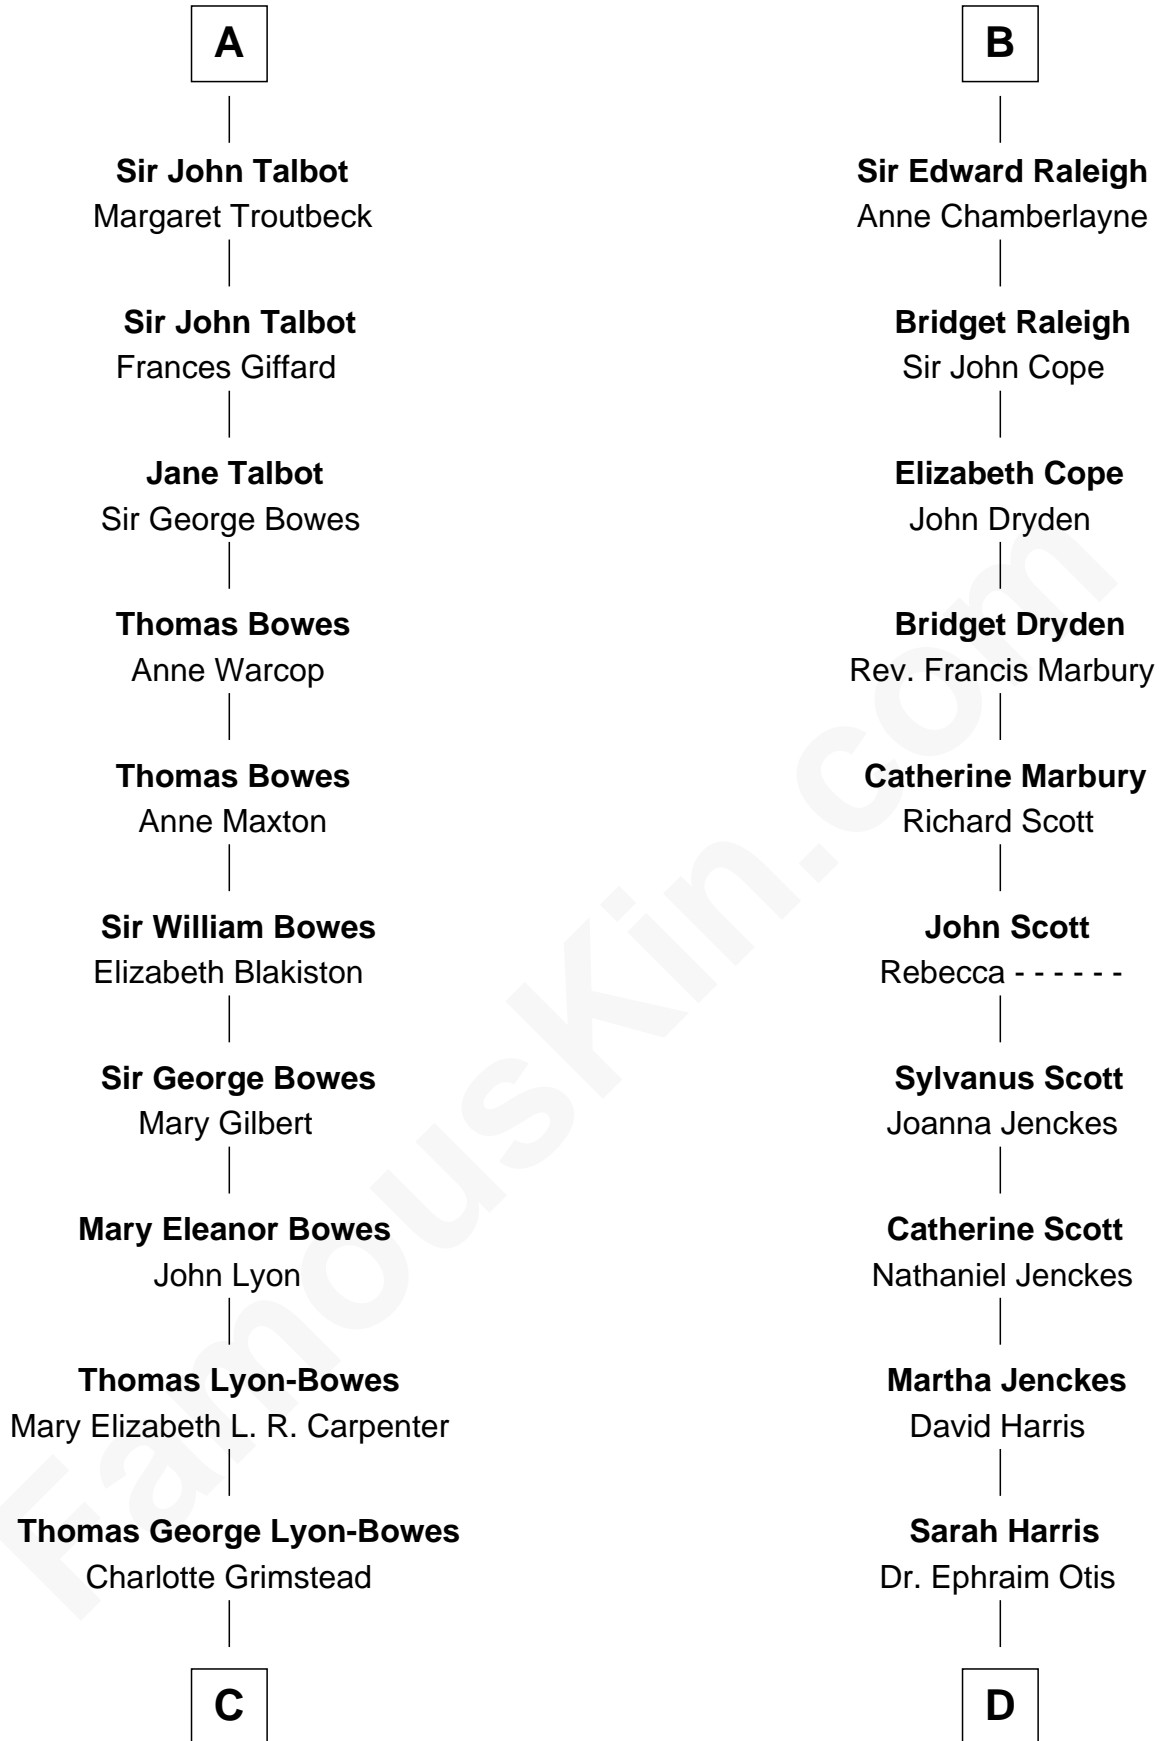 A
Sir John Talbot
Margaret Troutbeck
Sir John Talbot
Frances Giffard
Jane Talbot
Sir George Bowes
Thomas Bowes
Anne Warcop
Thomas Bowes
Anne Maxton
Sir William Bowes
Elizabeth Blakiston
Sir George Bowes
Mary Gilbert
Mary Eleanor Bowes
John Lyon
Thomas Lyon-Bowes
Mary Elizabeth L. R. Carpenter
Thomas George Lyon-Bowes
Charlotte Grimstead
C
B
Sir Edward Raleigh
Anne Chamberlayne
Bridget Raleigh
Sir John Cope
Elizabeth Cope
John Dryden
Bridget Dryden
Rev. Francis Marbury
Catherine Marbury
Richard Scott
John Scott
Rebecca - - - - - -
Sylvanus Scott
Joanna Jenckes
Catherine Scott
Nathaniel Jenckes
Martha Jenckes
David Harris
Sarah Harris
Dr. Ephraim Otis
D
FamousKin.com